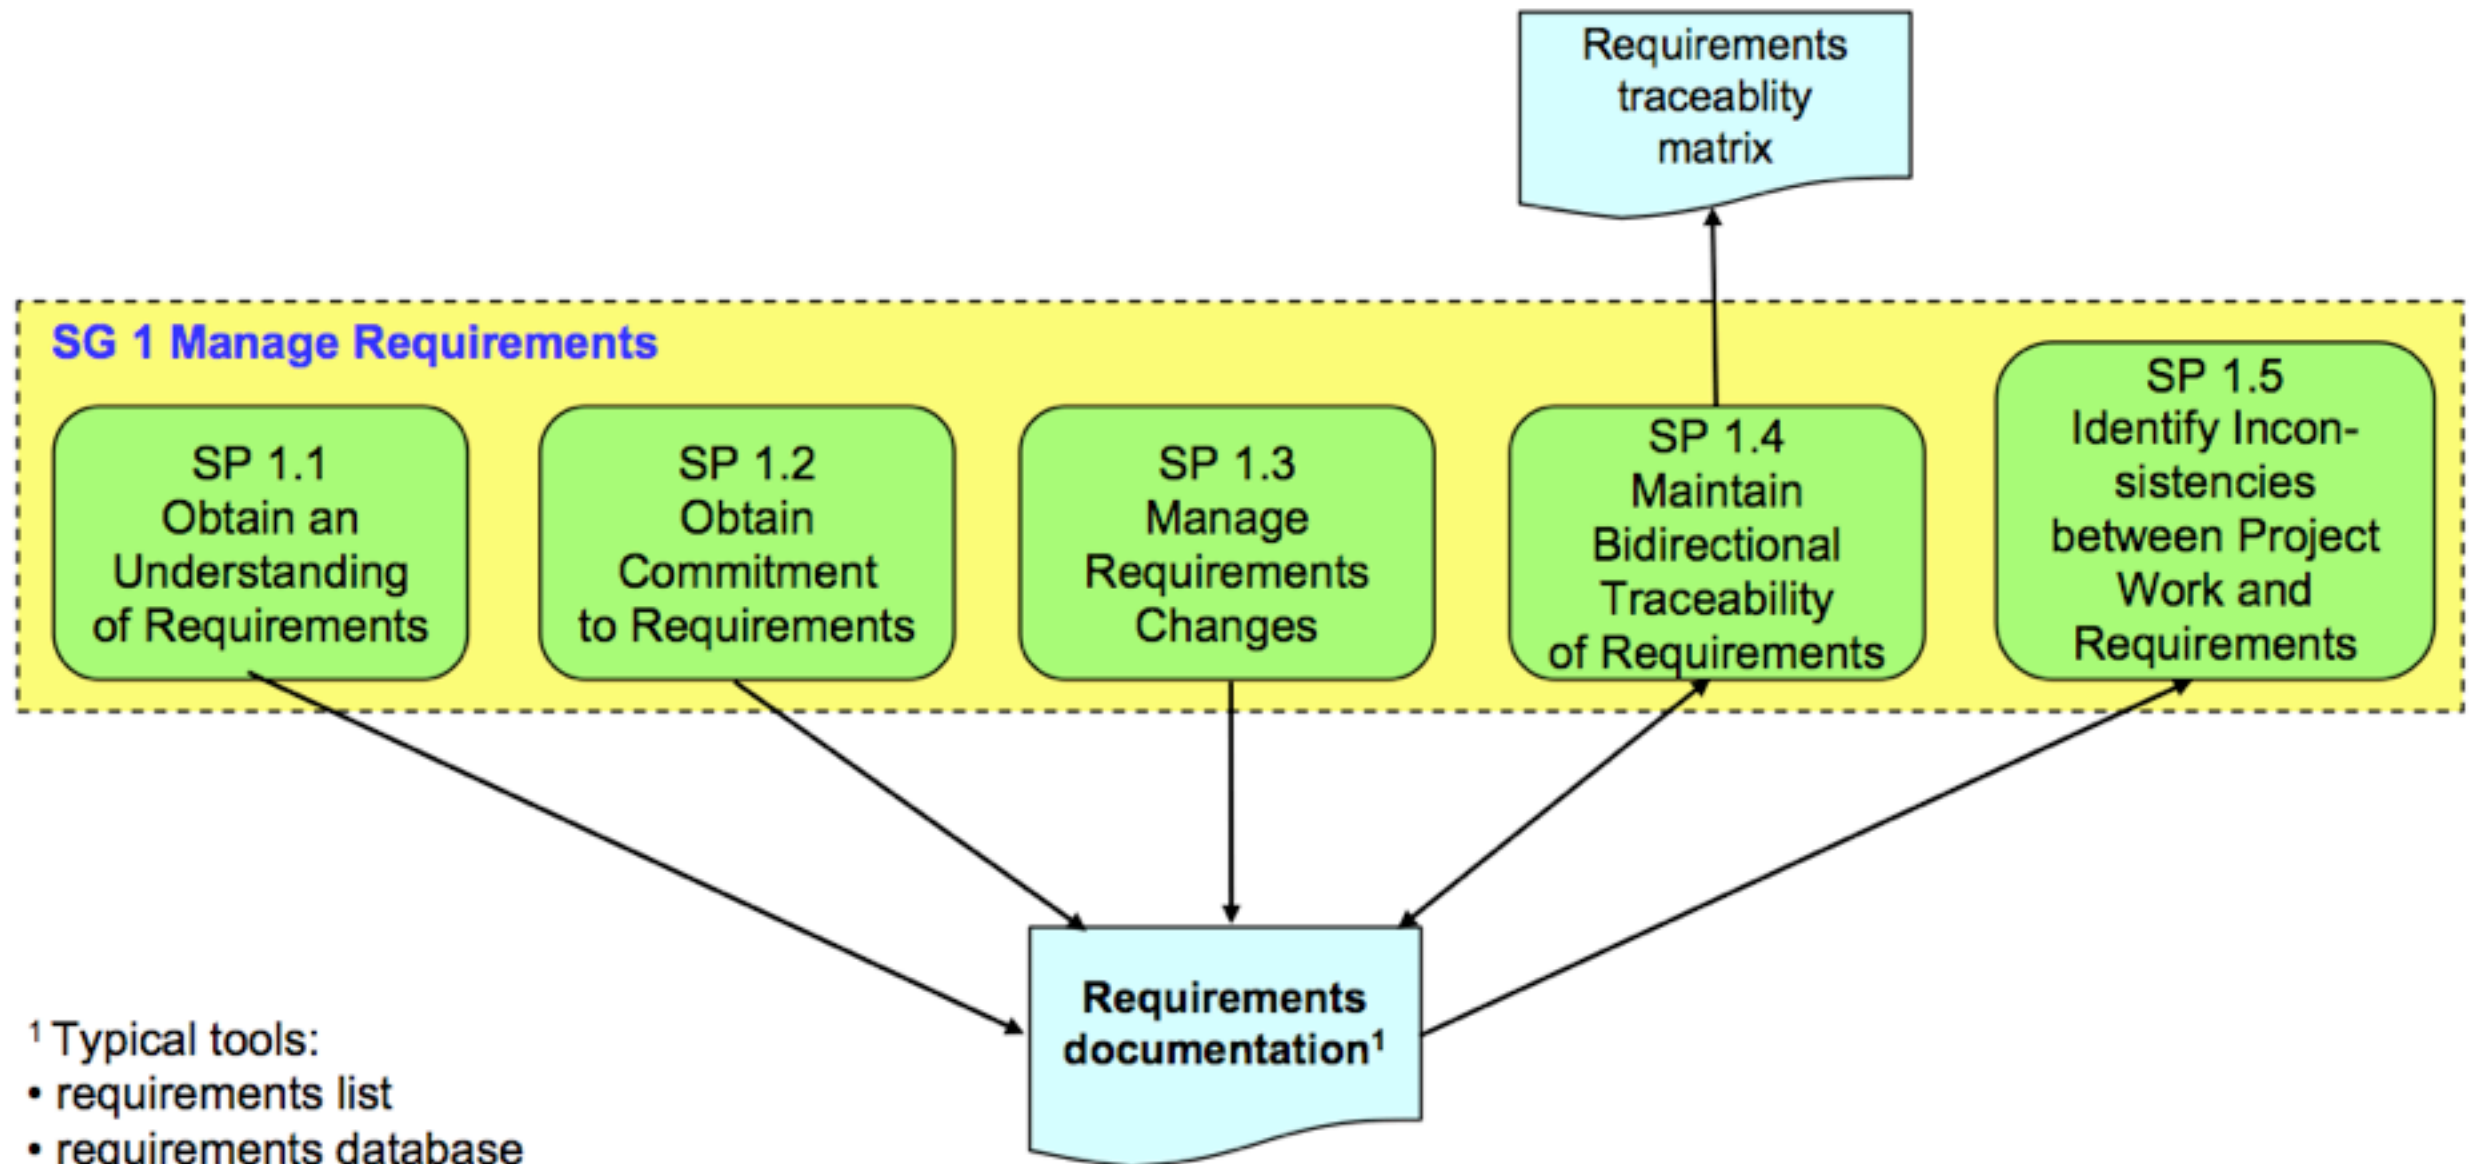 Requirements
traceablity
matrix
SG 1 Manage Requirements
SP 1.1
Obtain an
Understanding
of Requirements
SP 1.2
Obtain
Commitment
to Requirements
SP 1.3
Manage
Requirements
Changes
SP 1.4
Maintain
Bidirectional
Traceability
of Requirements
SP 1.5
Identify Incon-
sistencies
between Project
Work and
Requirements
Requirements
documentation¹
¹ Typical tools:
• requirements list
• requirements database